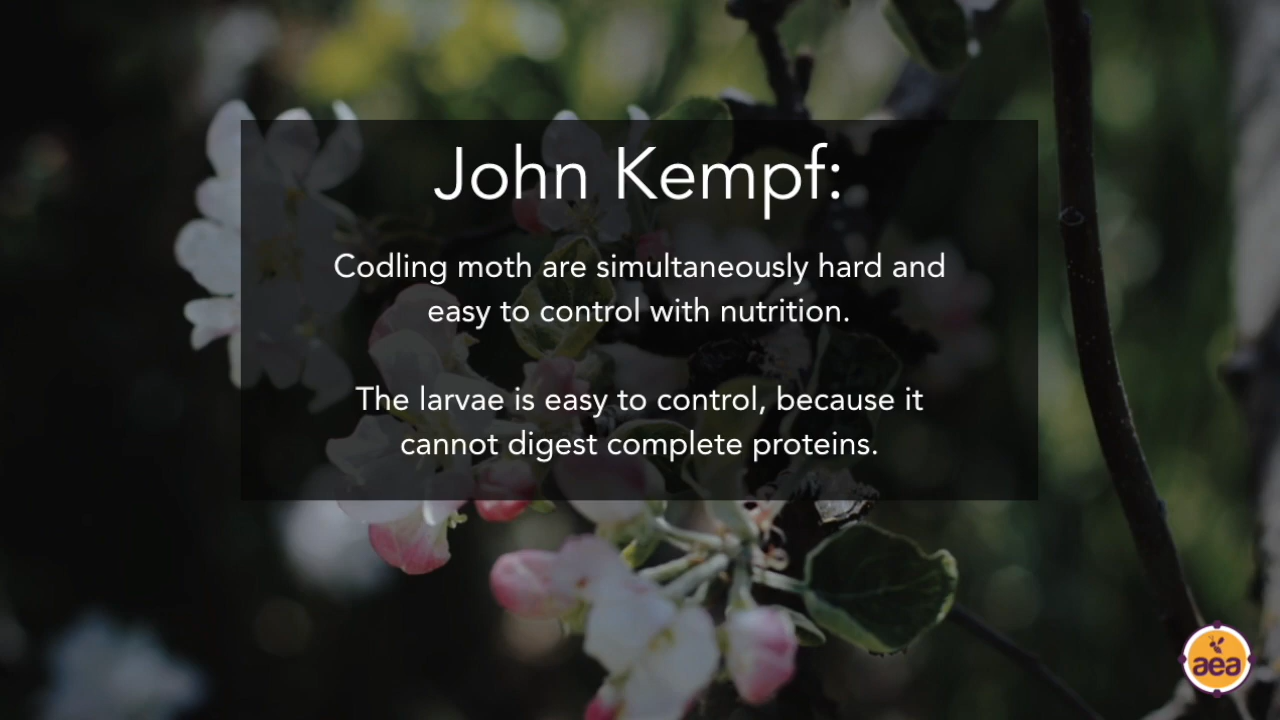 John Kempf:
Codling moth are simultaneously hard and
easy to control with nutrition.
The larvae is easy to control, because it
cannot digest complete proteins.
aea